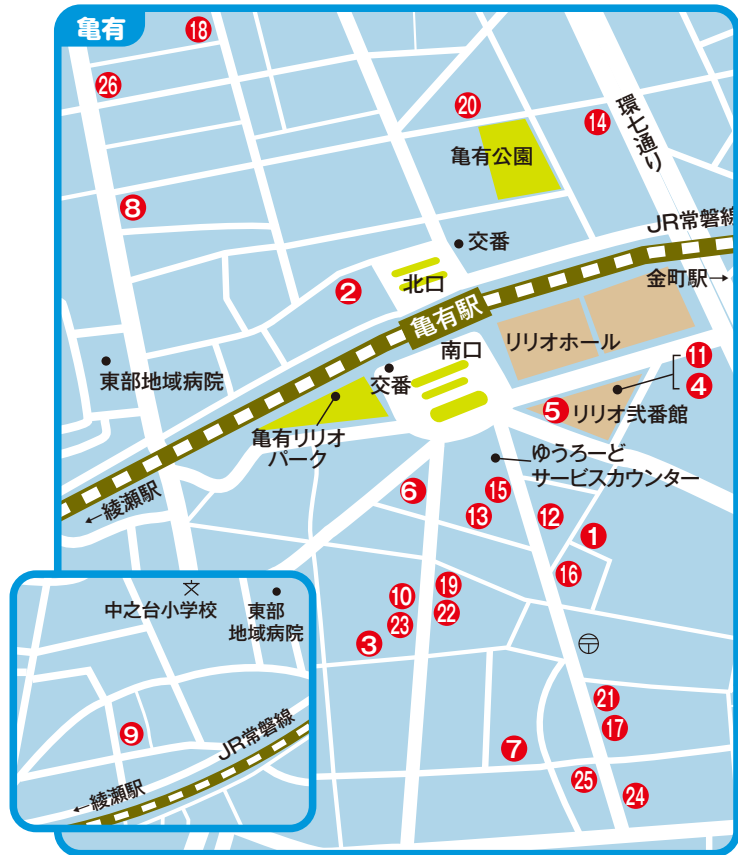 亀有
18
26
20
14
環七通り
亀有公園
8
JR常磐線
交番
金町駅→
2
北口
亀有駅
南口
リリオホール
11
4
東部地域病院
交番
5
リリオ弐番館
亀有リリオ
パーク
ゆうろーど
サービスカウンター
←綾瀬駅
6
15
13
12
1
16
19
10
22
23
3
〒
21
17
7
25
24
文
中之台小学校
東部
地域病院
9
JR常磐線
←綾瀬駅